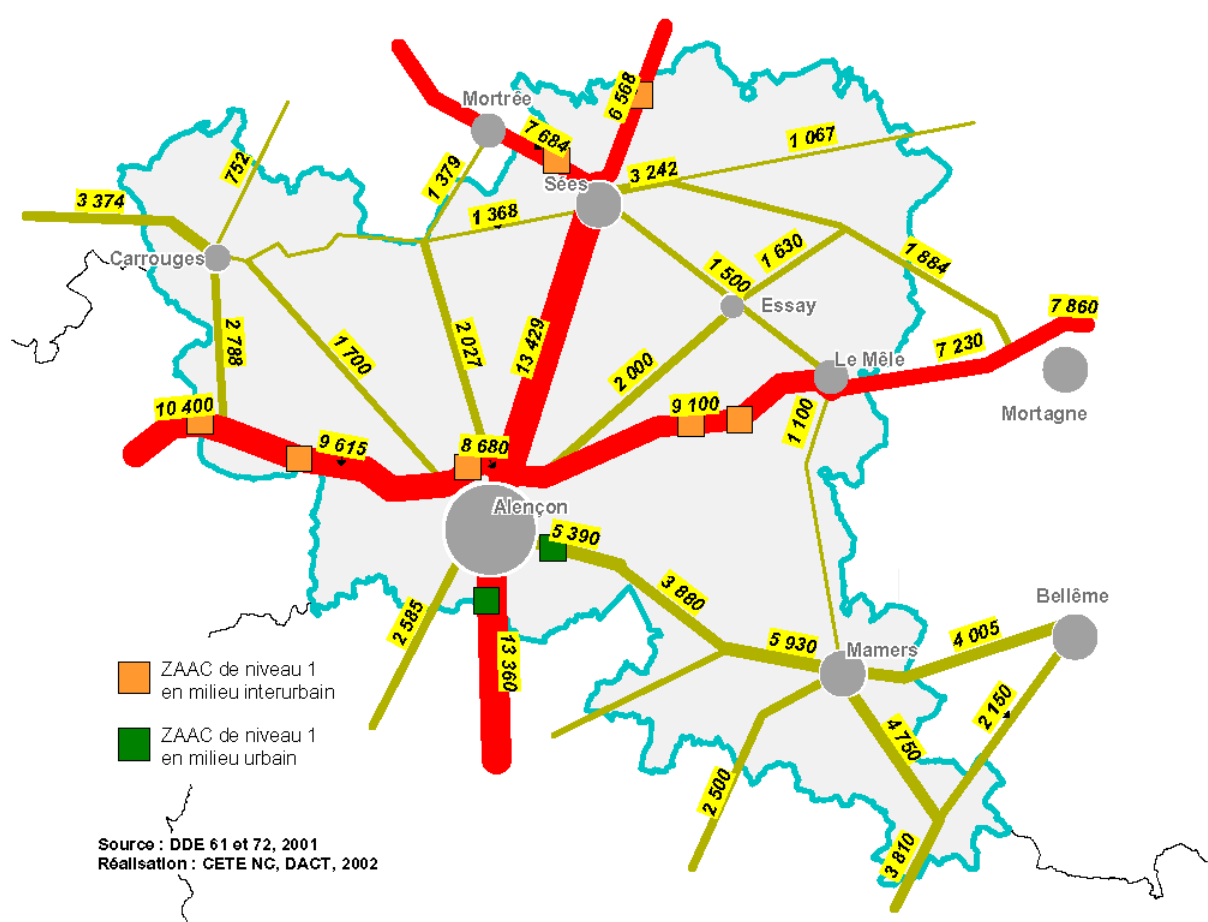 6 568
Mortrée
7 684
1 067
752
1 379
3 242
Sées
3 374
1 368
Carrouges
1 630
1 884
1 500
Essay
7 860
2 788
1 700
2 027
13 429
2 000
7 230
Le Mêle
Mortagne
10 400
9 100
1 100
9 615
8 680
Alençon
5 390
3 880
Bellême
2 585
13 360
5 930
4 005
Mamers
ZAAC de niveau 1
en milieu interurbain
2 150
4 750
ZAAC de niveau 1
en milieu urbain
2 500
3 810
Source : DDE 61 et 72, 2001
Réalisation : CETE NC, DACT, 2002